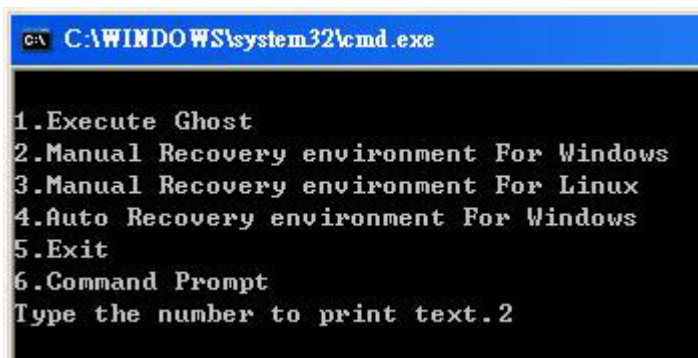 C:\WINDOWS\system32\cmd.exe
1.Execute Ghost
2.Manual Recovery environment For Windows
3.Manual Recovery environment For Linux
4.Auto Recovery environment For Windows
5.Exit
6.Command Prompt
Type the number to print text.2